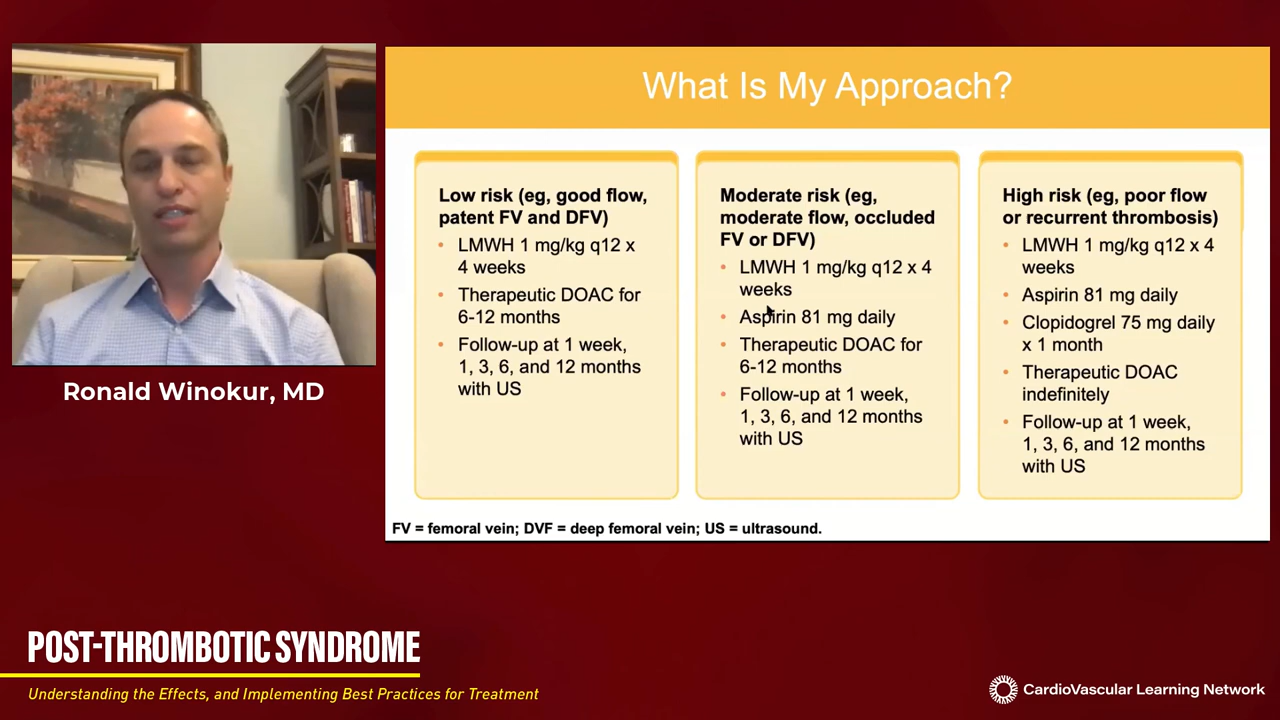 What Is My Approach?
Low risk (eg, good flow,
patent FV and DFV)
• LMWH 1 mg/kg q12 x
4 weeks
• Therapeutic DOAC for
6-12 months
• Follow-up at 1 week,
1, 3, 6, and 12 months
with US
Moderate risk (eg,
moderate flow, occluded
FV or DFV)
• LMWH 1 mg/kg q12 x 4
weeks
• Aspirin 81 mg daily
• Therapeutic DOAC for
6-12 months
• Follow-up at 1 week,
1, 3, 6, and 12 months
with US
High risk (eg, poor flow
or recurrent thrombosis)
• LMWH 1 mg/kg q12 x 4
weeks
• Aspirin 81 mg daily
• Clopidogrel 75 mg daily
x 1 month
• Therapeutic DOAC
indefinitely
• Follow-up at 1 week,
1, 3, 6, and 12 months
with US
FV = femoral vein; DVF = deep femoral vein; US = ultrasound.
Ronald Winokur, MD
POST-THROMBOTIC SYNDROME
Understanding the Effects, and Implementing Best Practices for Treatment
CardioVascular Learning Network